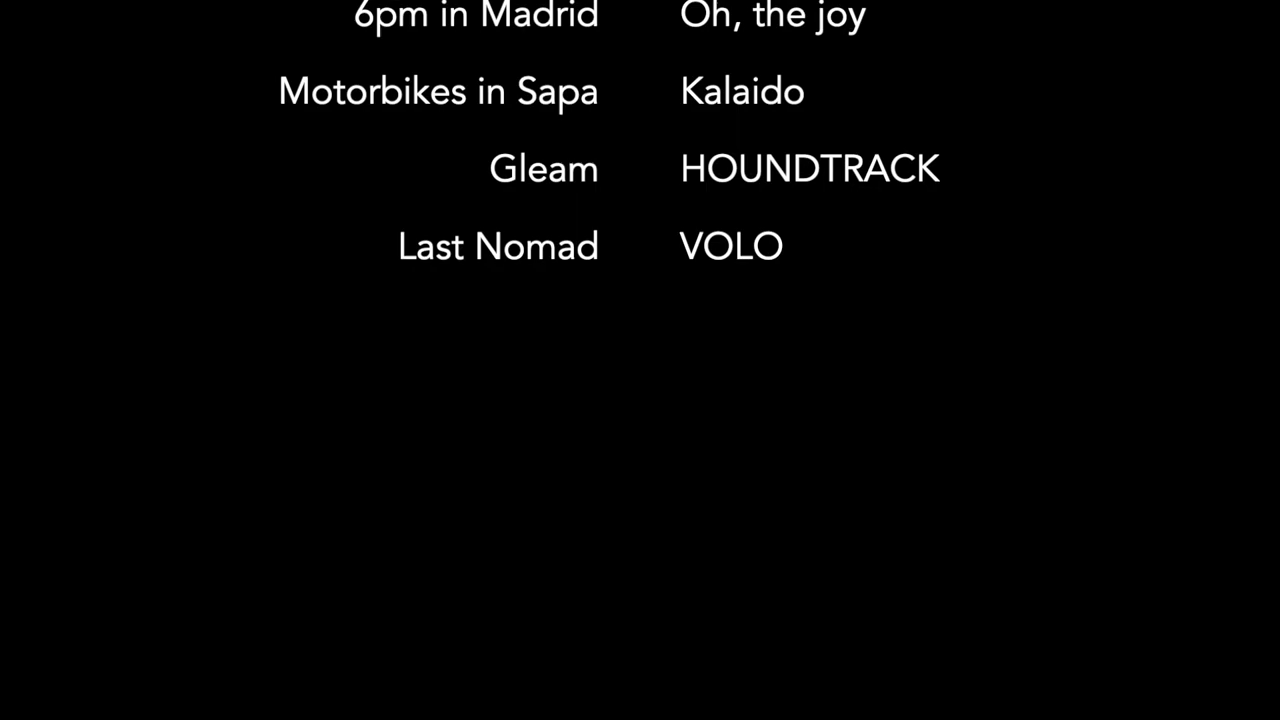 6pm in Madrid Oh, the joy
Motorbikes in Sapa Kalaido
Gleam HOUNDTRACK
Last Nomad VOLO